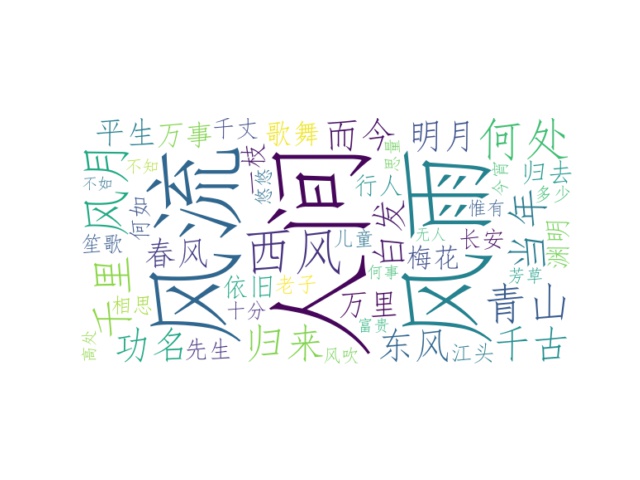 平生 万事 千丈 歌舞 而今 思量 明月 何处
风月 不知 不如 何如 笙歌 春风
风流
一枝 悠悠
人间
行人 白发
风雨
今宵 归去 多少 惟有 当年 渊明
西风 儿童 无人 梅花 长安 芳草
千里 相思 依旧 老子 何事 万里 青山
十分 富贵
高处 功名 先生 归来 风吹 东风 江头 千古